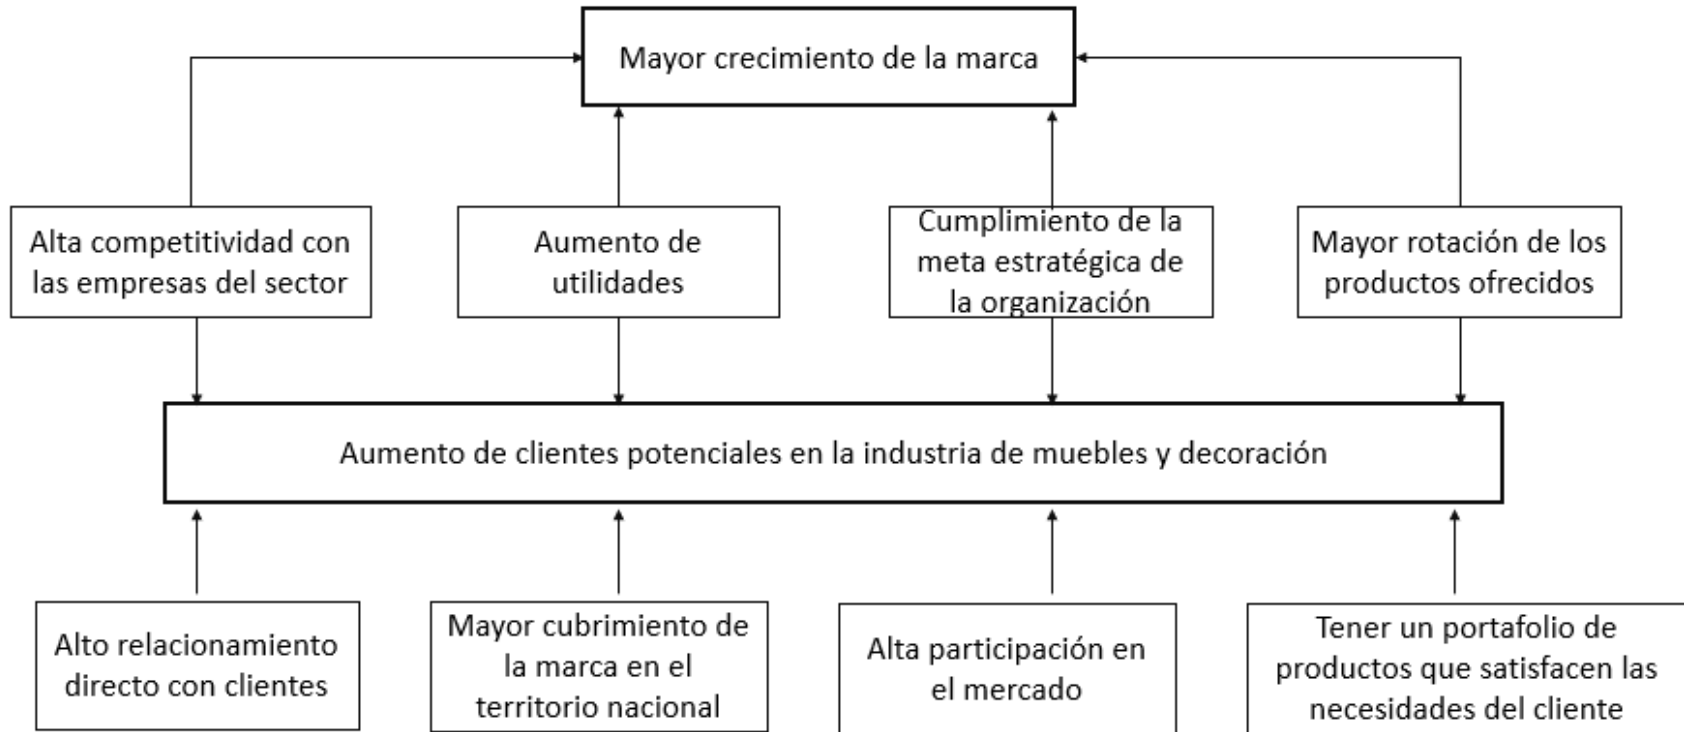 Mayor crecimiento de la marca
Alta competitividad con
las empresas del sector
Aumento de
utilidades
Cumplimiento de la
meta estratégica de
la organización
Mayor rotación de los
productos ofrecidos
Aumento de clientes potenciales en la industria de muebles y decoración
Alto relacionamiento
directo con clientes
Mayor cubrimiento de
la marca en el
territorio nacional
Alta participación en
el mercado
Tener un portafolio de
productos que satisfacen las
necesidades del cliente